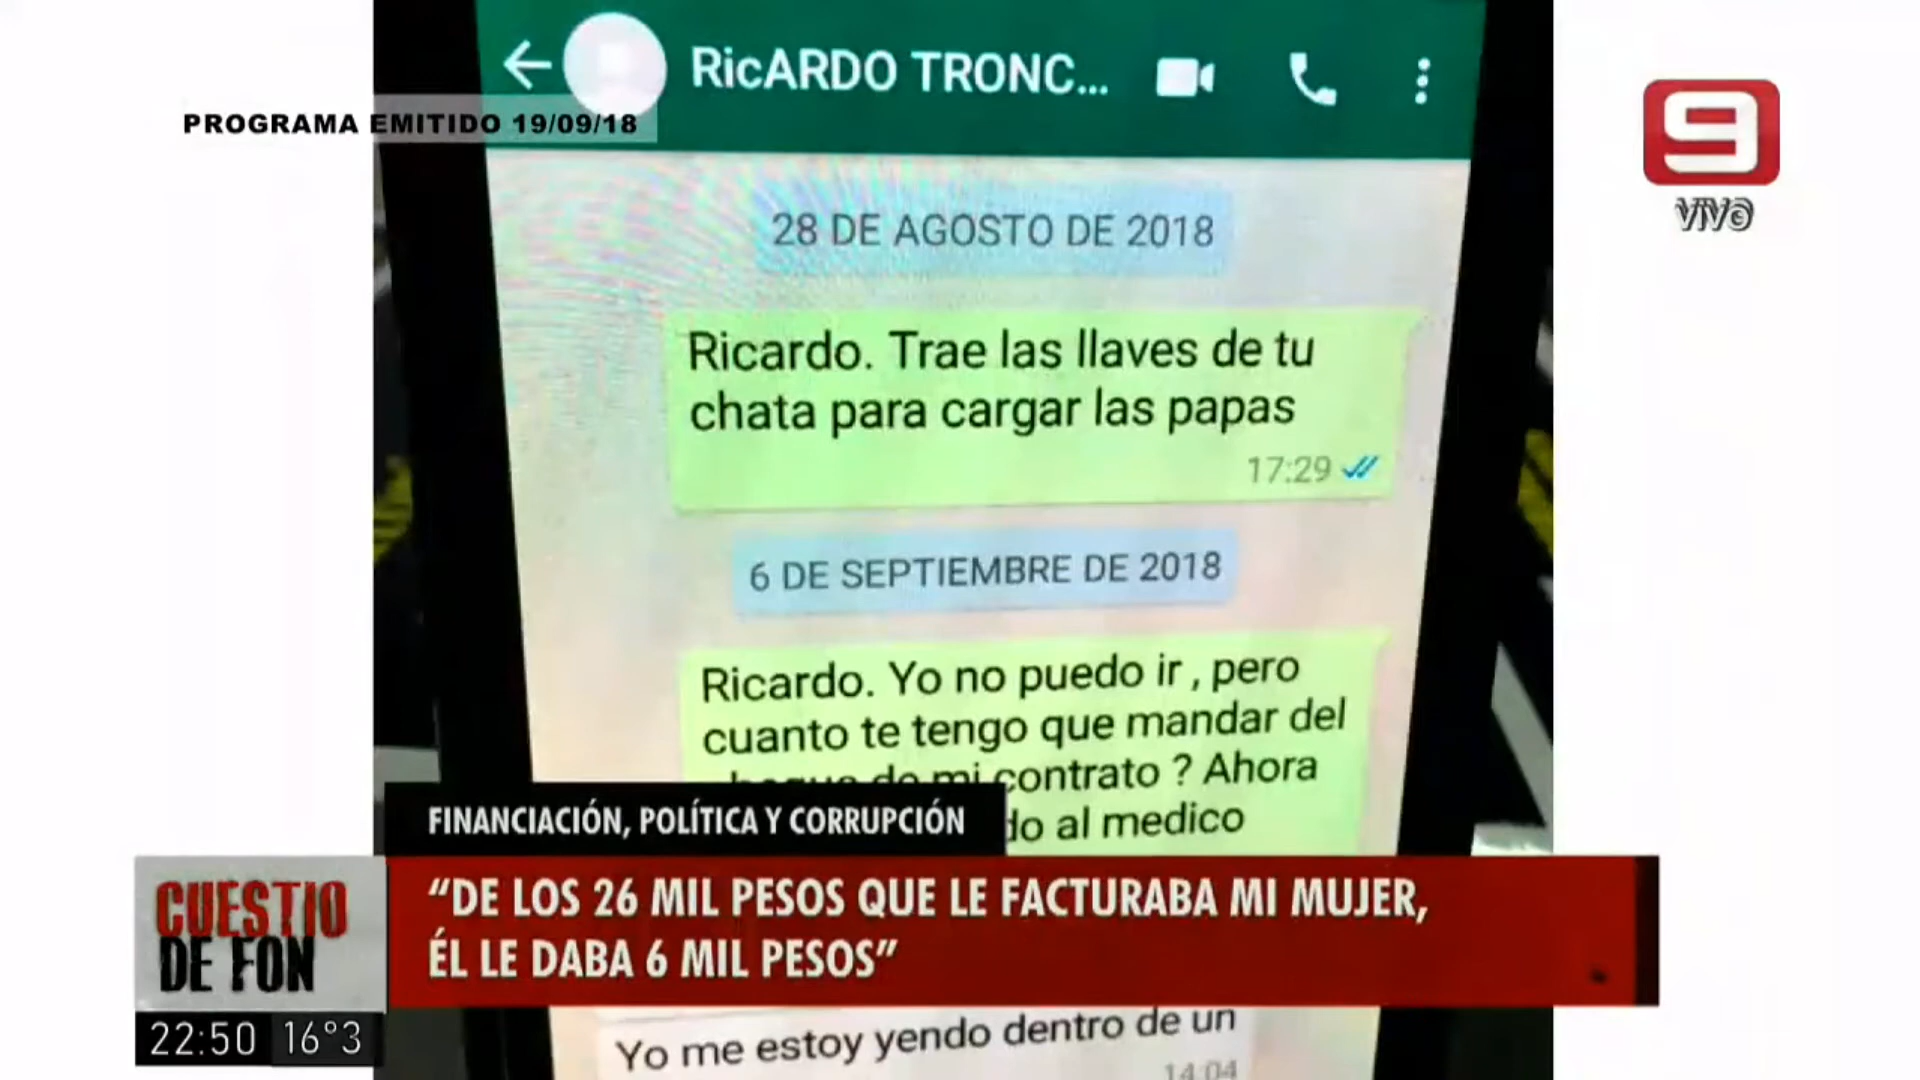 RicARDO TRONC...
PROGRAMA EMITIDO 19/09/18
9
VIVO
28 DE AGOSTO DE 2018
Ricardo. Trae las llaves de tu
chata para cargar las papas
17:29
6 DE SEPTIEMBRE DE 2018
Ricardo. Yo no puedo ir , pero
cuanto te tengo que mandar del
de mi contrato ? Ahora
al medico
FINANCIACIÓN, POLÍTICA Y CORRUPCIÓN
CUESTIO
DE FON
“DE LOS 26 MIL PESOS QUE LE FACTURABA MI MUJER,
ÉL LE DABA 6 MIL PESOS”
22:50 16°3
Yo me estoy yendo dentro de un
14:04